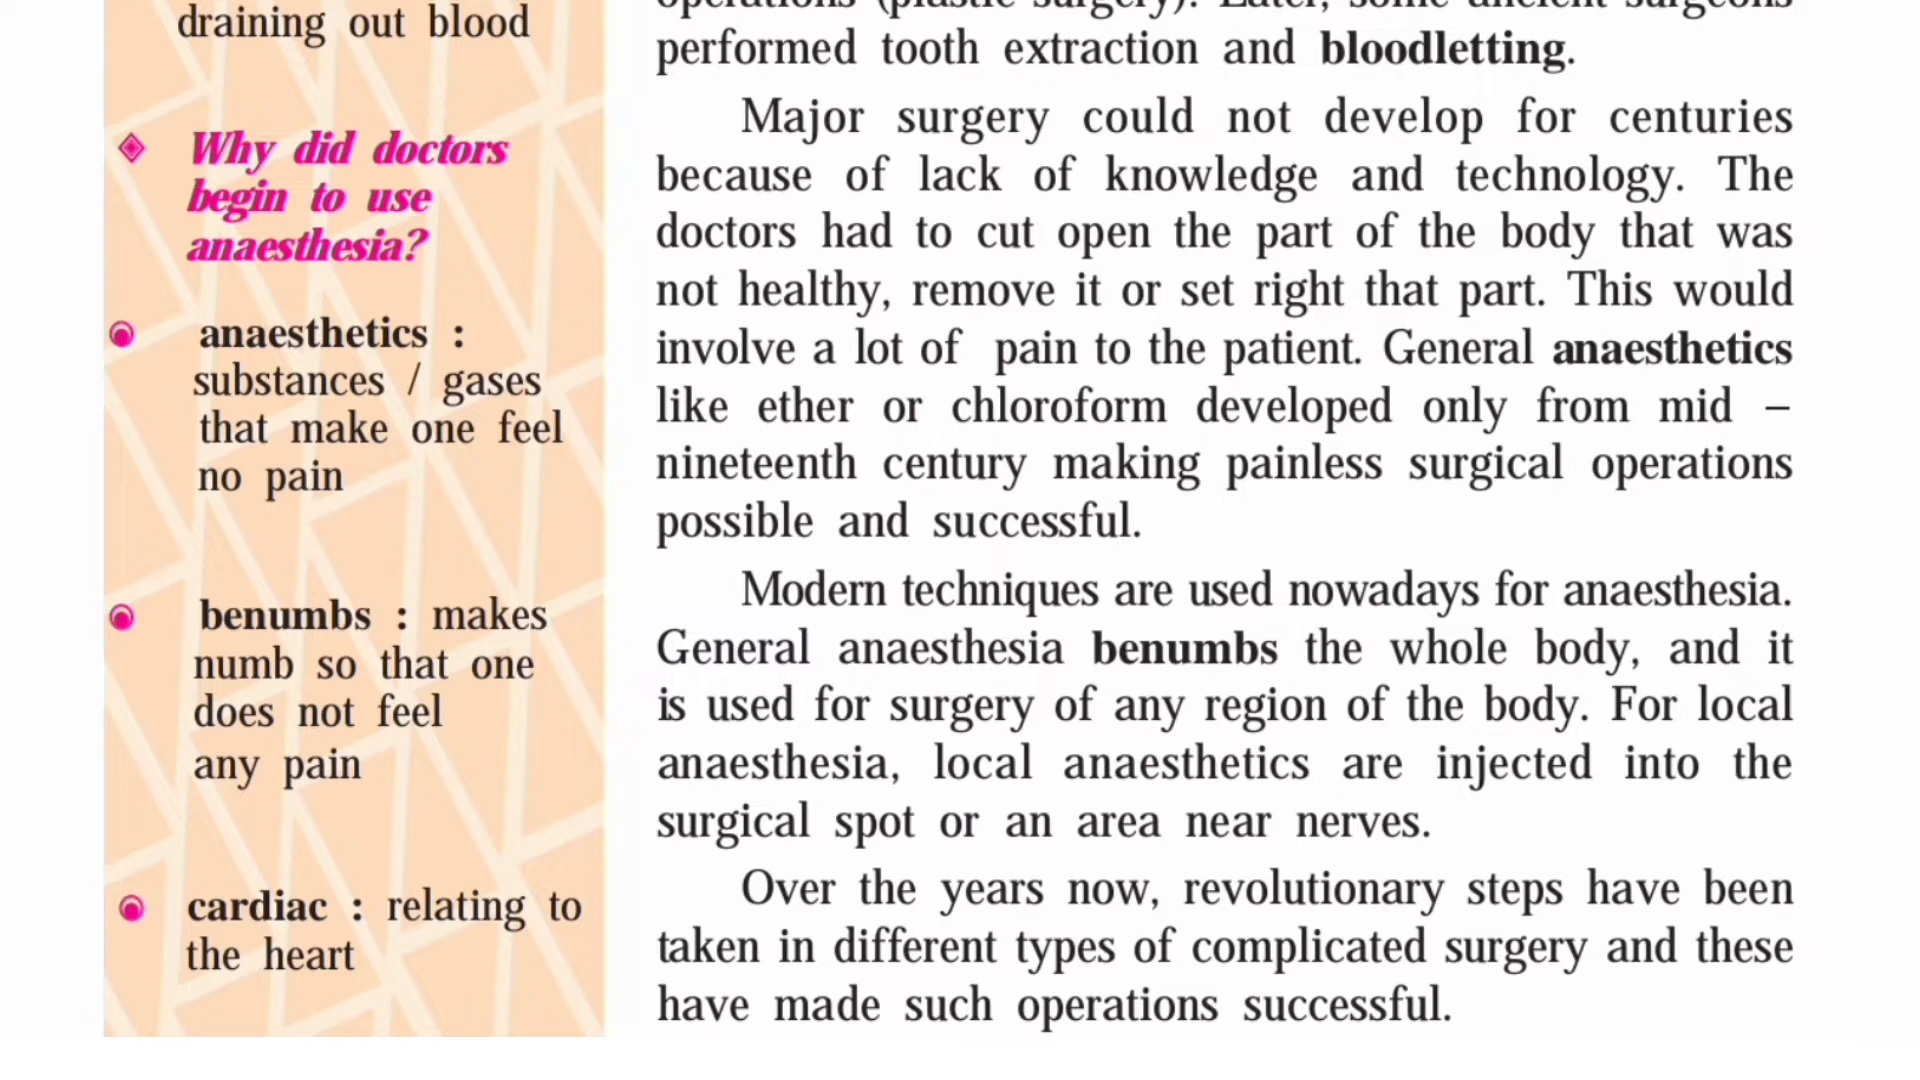 draining out blood
Why did doctors
begin to use
anaesthesia?
anaesthetics :
substances / gases
that make one feel
no pain
benumbs : makes
numb so that one
does not feel
any pain
cardiac : relating to
the heart
operations (plastic surgery). Later, some ancient surgeons
performed tooth extraction and bloodletting.
Major surgery could not develop for centuries
because of lack of knowledge and technology. The
doctors had to cut open the part of the body that was
not healthy, remove it or set right that part. This would
involve a lot of pain to the patient. General anaesthetics
like ether or chloroform developed only from mid –
nineteenth century making painless surgical operations
possible and successful.
Modern techniques are used nowadays for anaesthesia.
General anaesthesia benumbs the whole body, and it
is used for surgery of any region of the body. For local
anaesthesia, local anaesthetics are injected into the
surgical spot or an area near nerves.
Over the years now, revolutionary steps have been
taken in different types of complicated surgery and these
have made such operations successful.